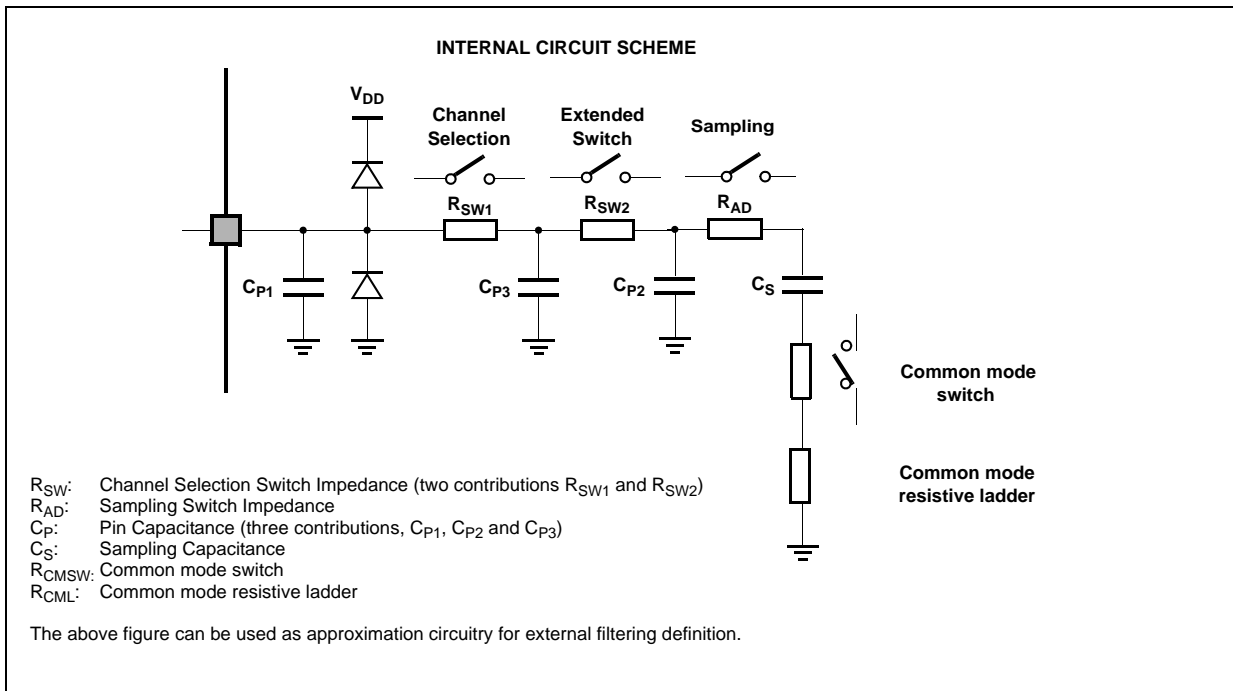 INTERNAL CIRCUIT SCHEME
VDD
Channel
Selection
Extended
Switch
Sampling
RSW1
RSW2
RAD
CP1
CP3
CP2
CS
Common mode
switch
Common mode
resistive ladder
RSW: Channel Selection Switch Impedance (two contributions RSW1 and RSW2)
RAD: Sampling Switch Impedance
CP: Pin Capacitance (three contributions, CP1, CP2 and CP3)
CS: Sampling Capacitance
RCMSW: Common mode switch
RCML: Common mode resistive ladder
The above figure can be used as approximation circuitry for external filtering definition.